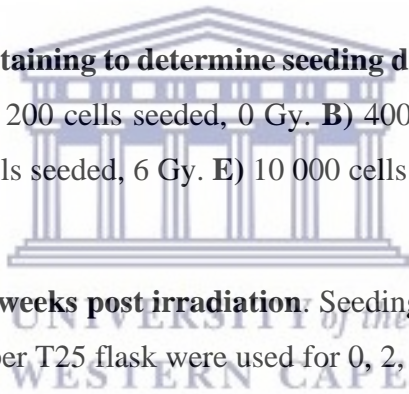 taining to determine seeding d
200 cells seeded, 0 Gy. B) 400
ls seeded, 6 Gy. E) 10 000 cells
weeks post irradiation. Seeding
UNIVERSITY of the
per T25 flask were used for 0, 2,
WESTERN CAPE